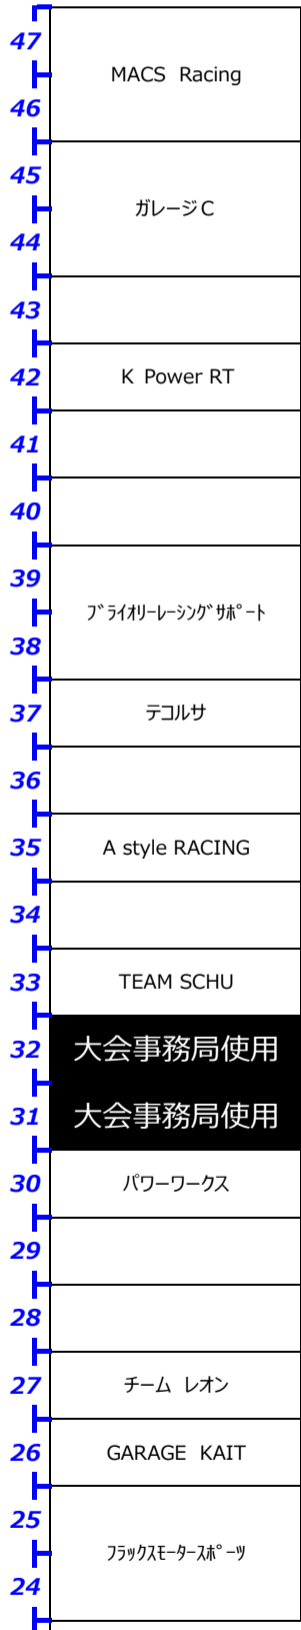 47
MACS Racing
46
45
ｶﾞﾚｰｼﾞC
44
43
42
K Power RT
41
40
39
ﾌﾞﾗｲｵﾘｰﾚｰｼﾝｸﾞｻﾎﾟｰﾄ
38
37
テコルサ
36
35
A style RACING
34
33
TEAM SCHU
32
大会事務局使用
31
大会事務局使用
30
パワーワークス
29
28
27
チーム レオン
26
GARAGE KAIT
25
ﾌﾗｯｸｽﾓｰﾀｰｽﾎﾟｰﾂ
24